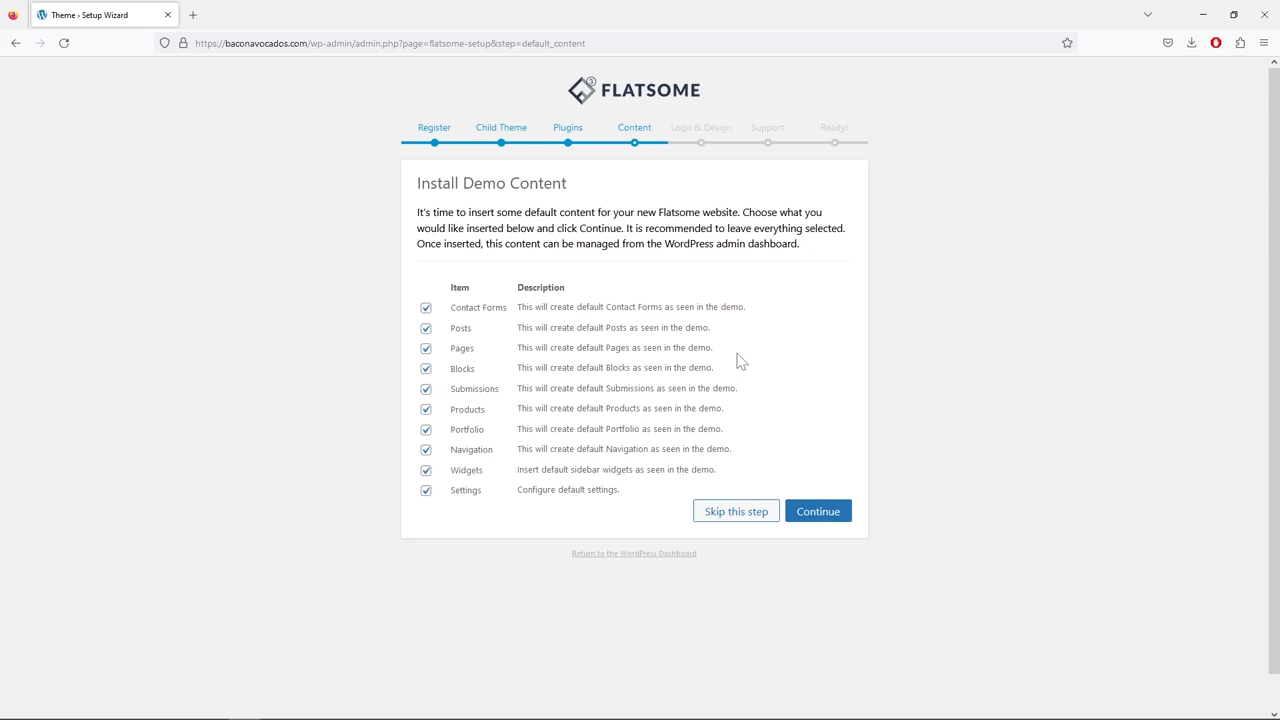 Theme › Setup Wizard
https://baconavocados.com/wp-admin/admin.php?page=flatsome-setup&step=default_content
3
FLATSOME
Register Child Theme Plugins Content Logo & Design Support Ready!
Install Demo Content
It's time to insert some default content for your new Flatsome website. Choose what you
would like inserted below and click Continue. It is recommended to leave everything selected.
Once inserted, this content can be managed from the WordPress admin dashboard.
Item Description
Contact Forms This will create default Contact Forms as seen in the demo.
Posts This will create default Posts as seen in the demo.
Pages This will create default Pages as seen in the demo.
Blocks This will create default Blocks as seen in the demo.
Submissions This will create default Submissions as seen in the demo.
Products This will create default Products as seen in the demo.
Portfolio This will create default Portfolio as seen in the demo.
Navigation This will create default Navigation as seen in the demo.
Widgets Insert default sidebar widgets as seen in the demo.
Settings Configure default settings.
Skip this step Continue
Return to the WordPress Dashboard